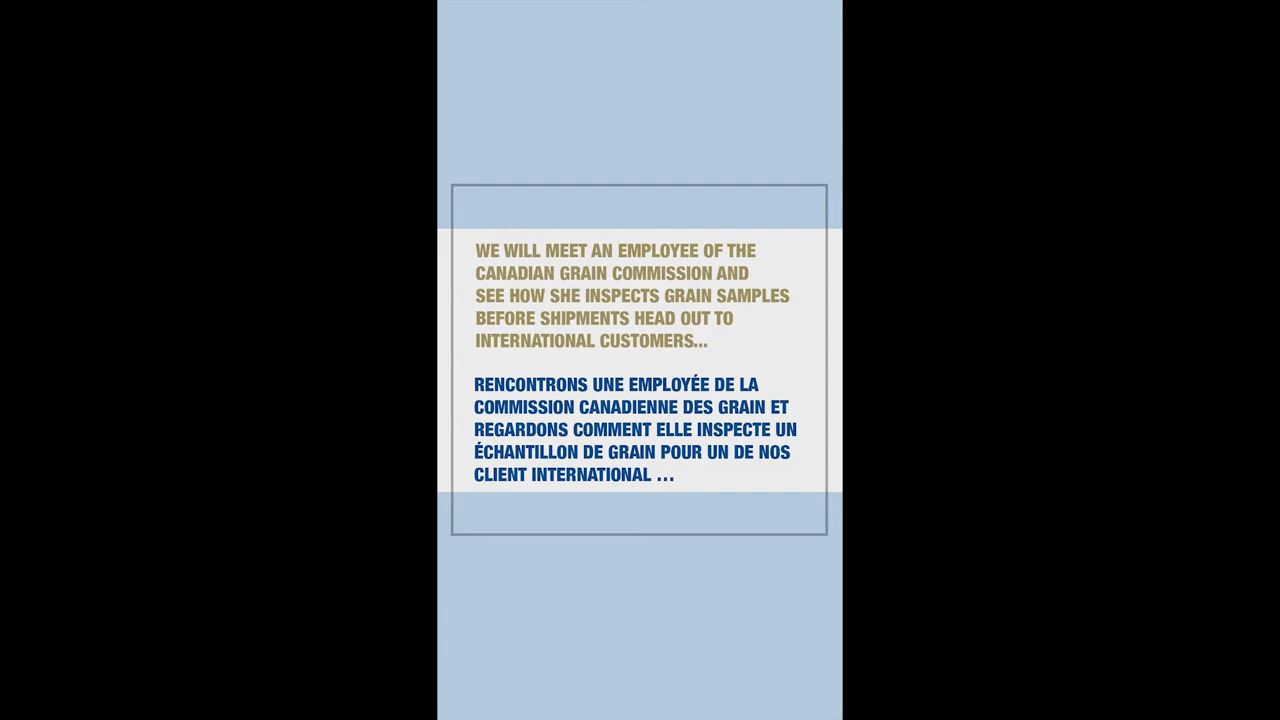 WE WILL MEET AN EMPLOYEE OF THE
CANADIAN GRAIN COMMISSION AND
SEE HOW SHE INSPECTS GRAIN SAMPLES
BEFORE SHIPMENTS HEAD OUT TO
INTERNATIONAL CUSTOMERS...
RENCONTRONS UNE EMPLOYÉE DE LA
COMMISSION CANADIENNE DES GRAIN ET
REGARDONS COMMENT ELLE INSPECTE UN
ÉCHANTILLON DE GRAIN POUR UN DE NOS
CLIENT INTERNATIONAL ...